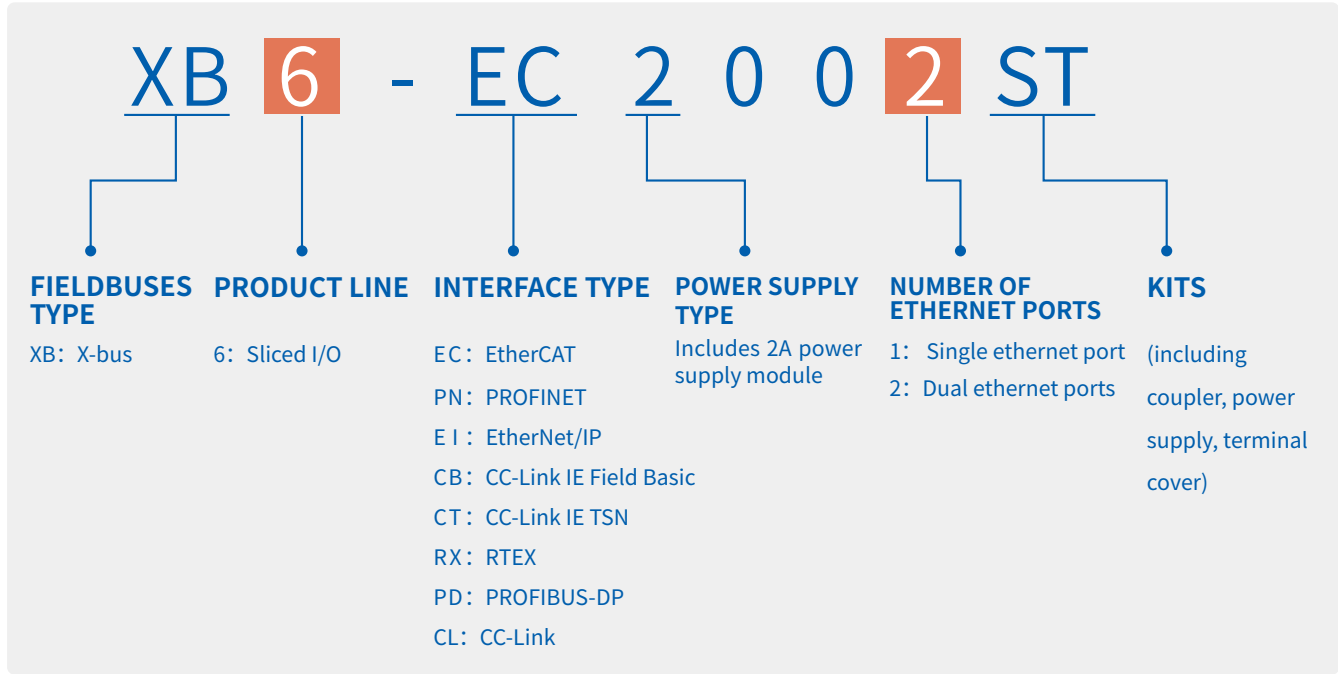 XB 6 - EC 2 0 0 2 ST
FIELDBUSES
TYPE
XB：X-bus
PRODUCT LINE
6：Sliced I/O
INTERFACE TYPE
EC：EtherCAT
PN：PROFINET
EI：EtherNet/IP
CB：CC-Link IE Field Basic
CT：CC-Link IE TSN
RX：RTEX
PD：PROFIBUS-DP
CL：CC-Link
POWER SUPPLY
TYPE
Includes 2A power
supply module
NUMBER OF
ETHERNET PORTS
1： Single ethernet port
2：Dual ethernet ports
KITS
(including
coupler, power
supply, terminal
cover)